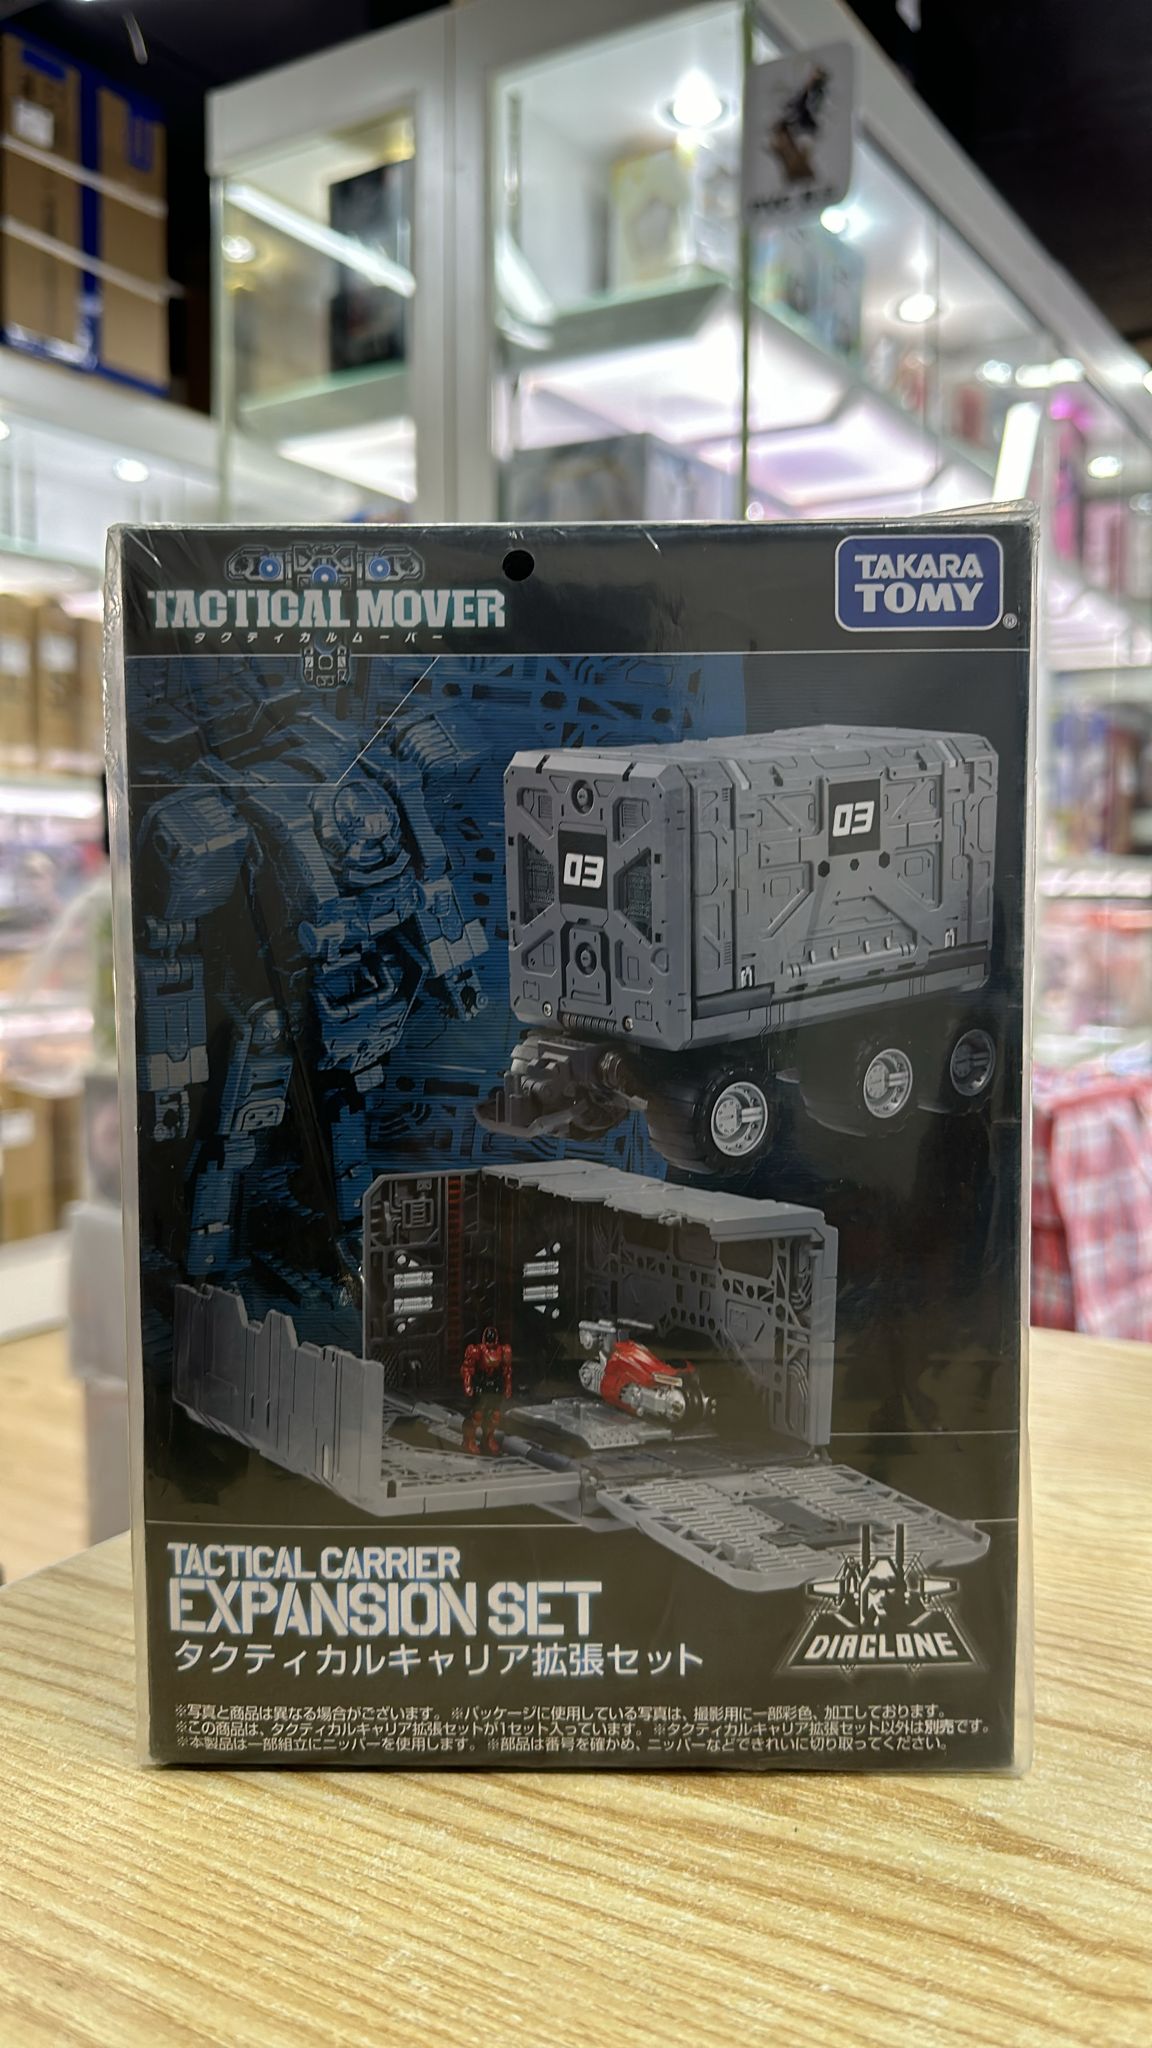 TACTICAL MOVER
タクティカルムーバー
TAKARA
TOMY
®
03
03
TACTICAL CARRIER
EXPANSION SET
タクティカルキャリア拡張セット
DIACLONE
※写真と商品は異なる場合がございます。 ※パッケージに使用している写真は、撮影用に一部彩色、加工しております。
※この商品は、タクティカルキャリア拡張セットが1セット入っています。 ※タクティカルキャリア拡張セット以外は別売です。
※本製品は一部組立にニッパーを使用します。 ※部品は番号を確かめ、ニッパーなどできれいに切り取ってください。